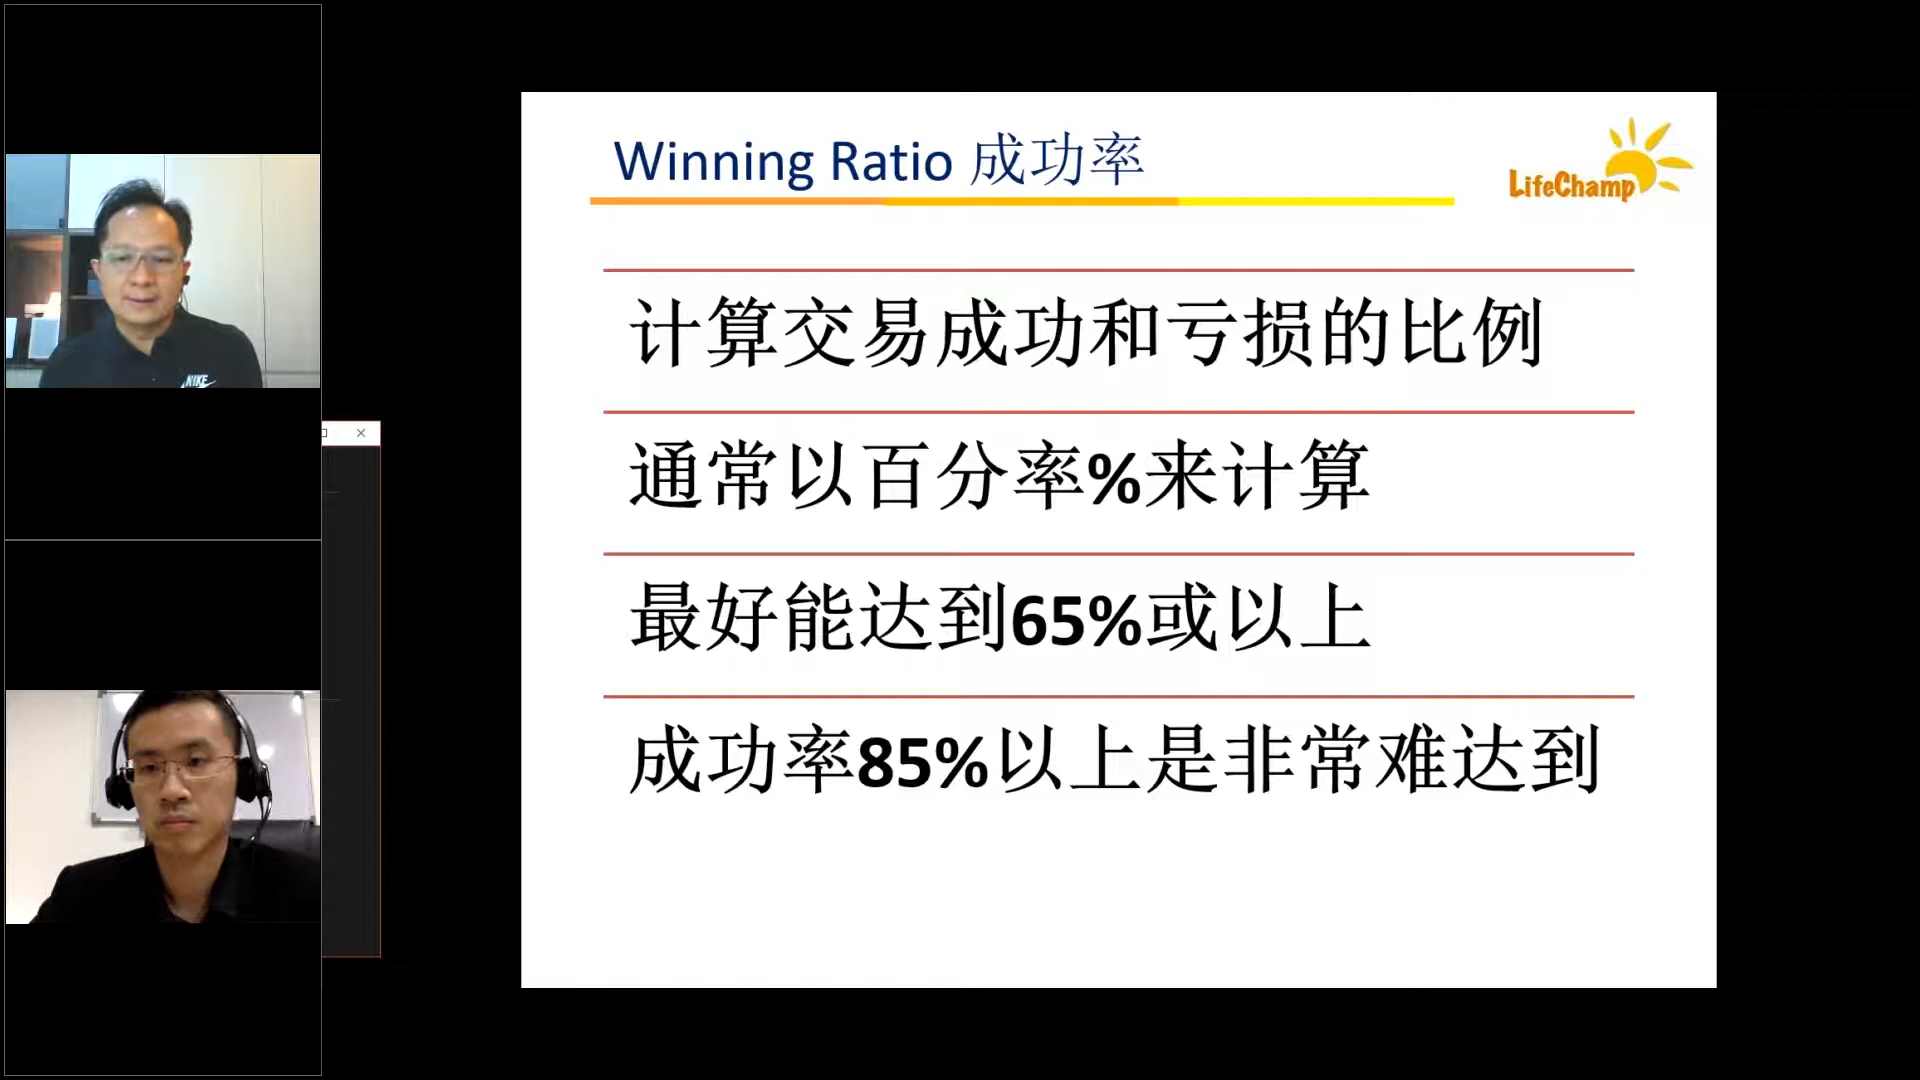 Winning Ratio 成功率
LifeChamp
计算交易成功和亏损的比例
通常以百分率%来计算
最好能达到65%或以上
成功率85%以上是非常难达到
NIKE